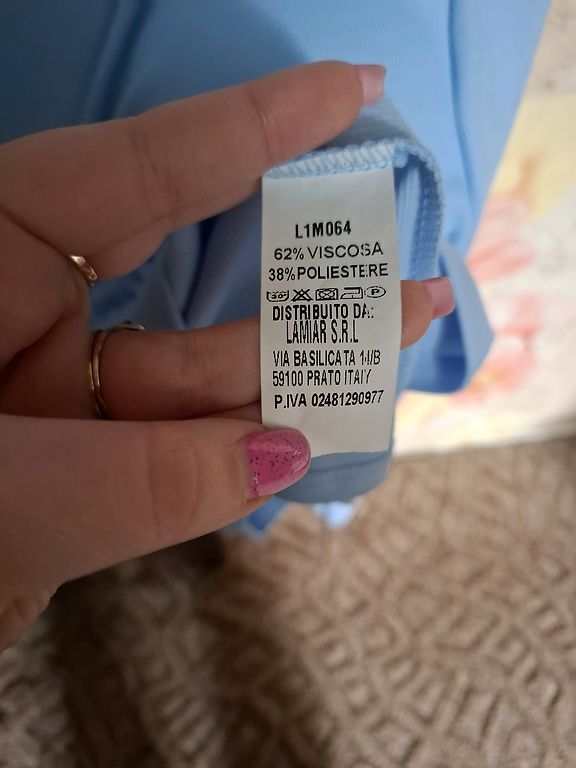 L1M064
62% VISCOSA
38% POLIESTERE
DISTRIBUITO DA:
LAMIAR S.R.L
VIA BASILICATA 14/B
59100 PRATO ITALY
P.IVA 02481290977